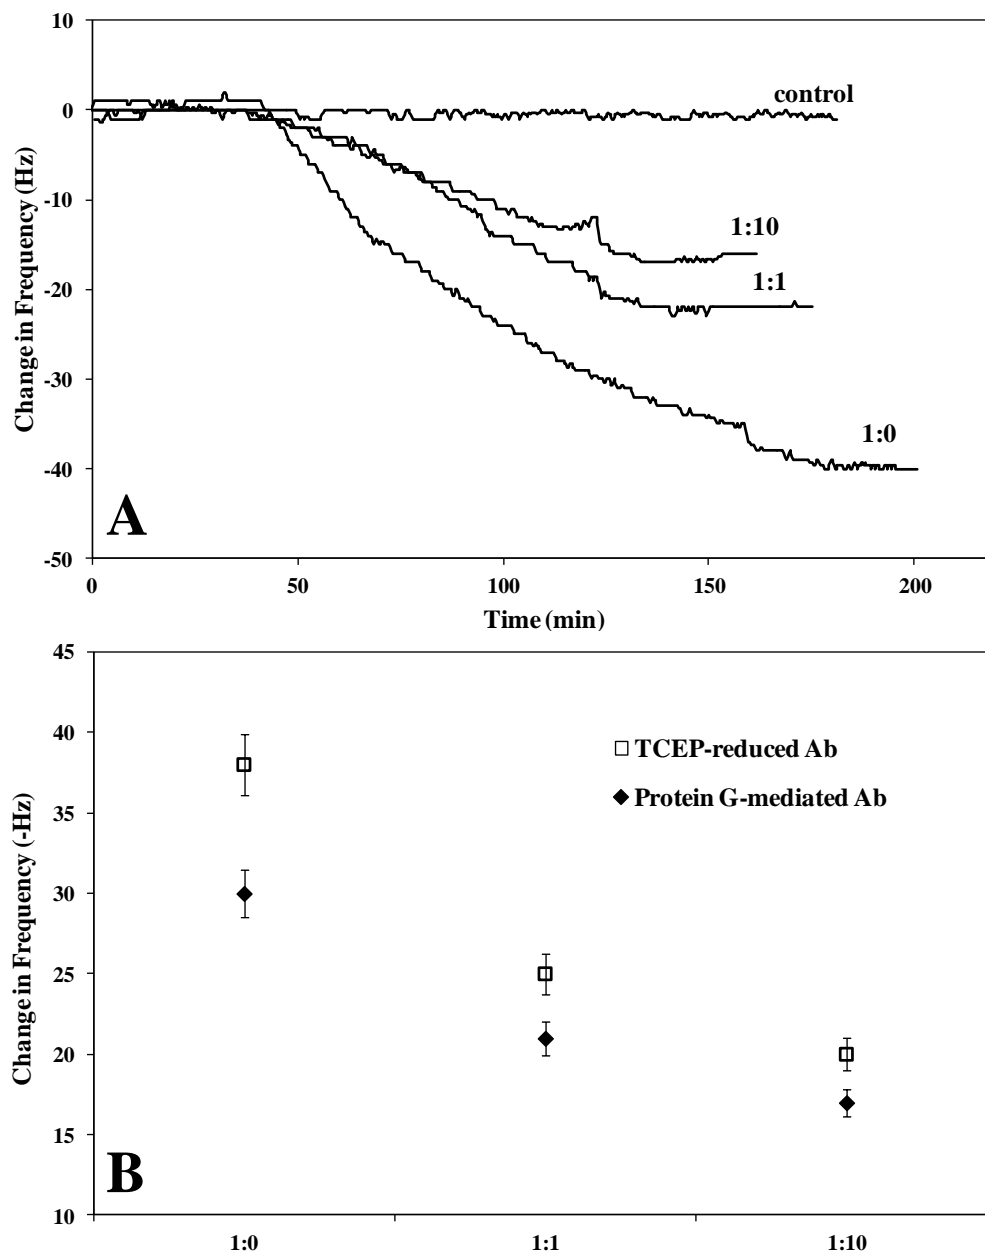 10
0
-10
-20
-30
-40
-50
Change in Frequency (Hz)
control
1:10
1:1
1:0
A
0 50 100 150 200
Time (min)
45
40
35
30
25
20
15
10
Change in Frequency (-Hz)
TCEP-reduced Ab
Protein G-mediated Ab
B
1:0 1:1 1:10